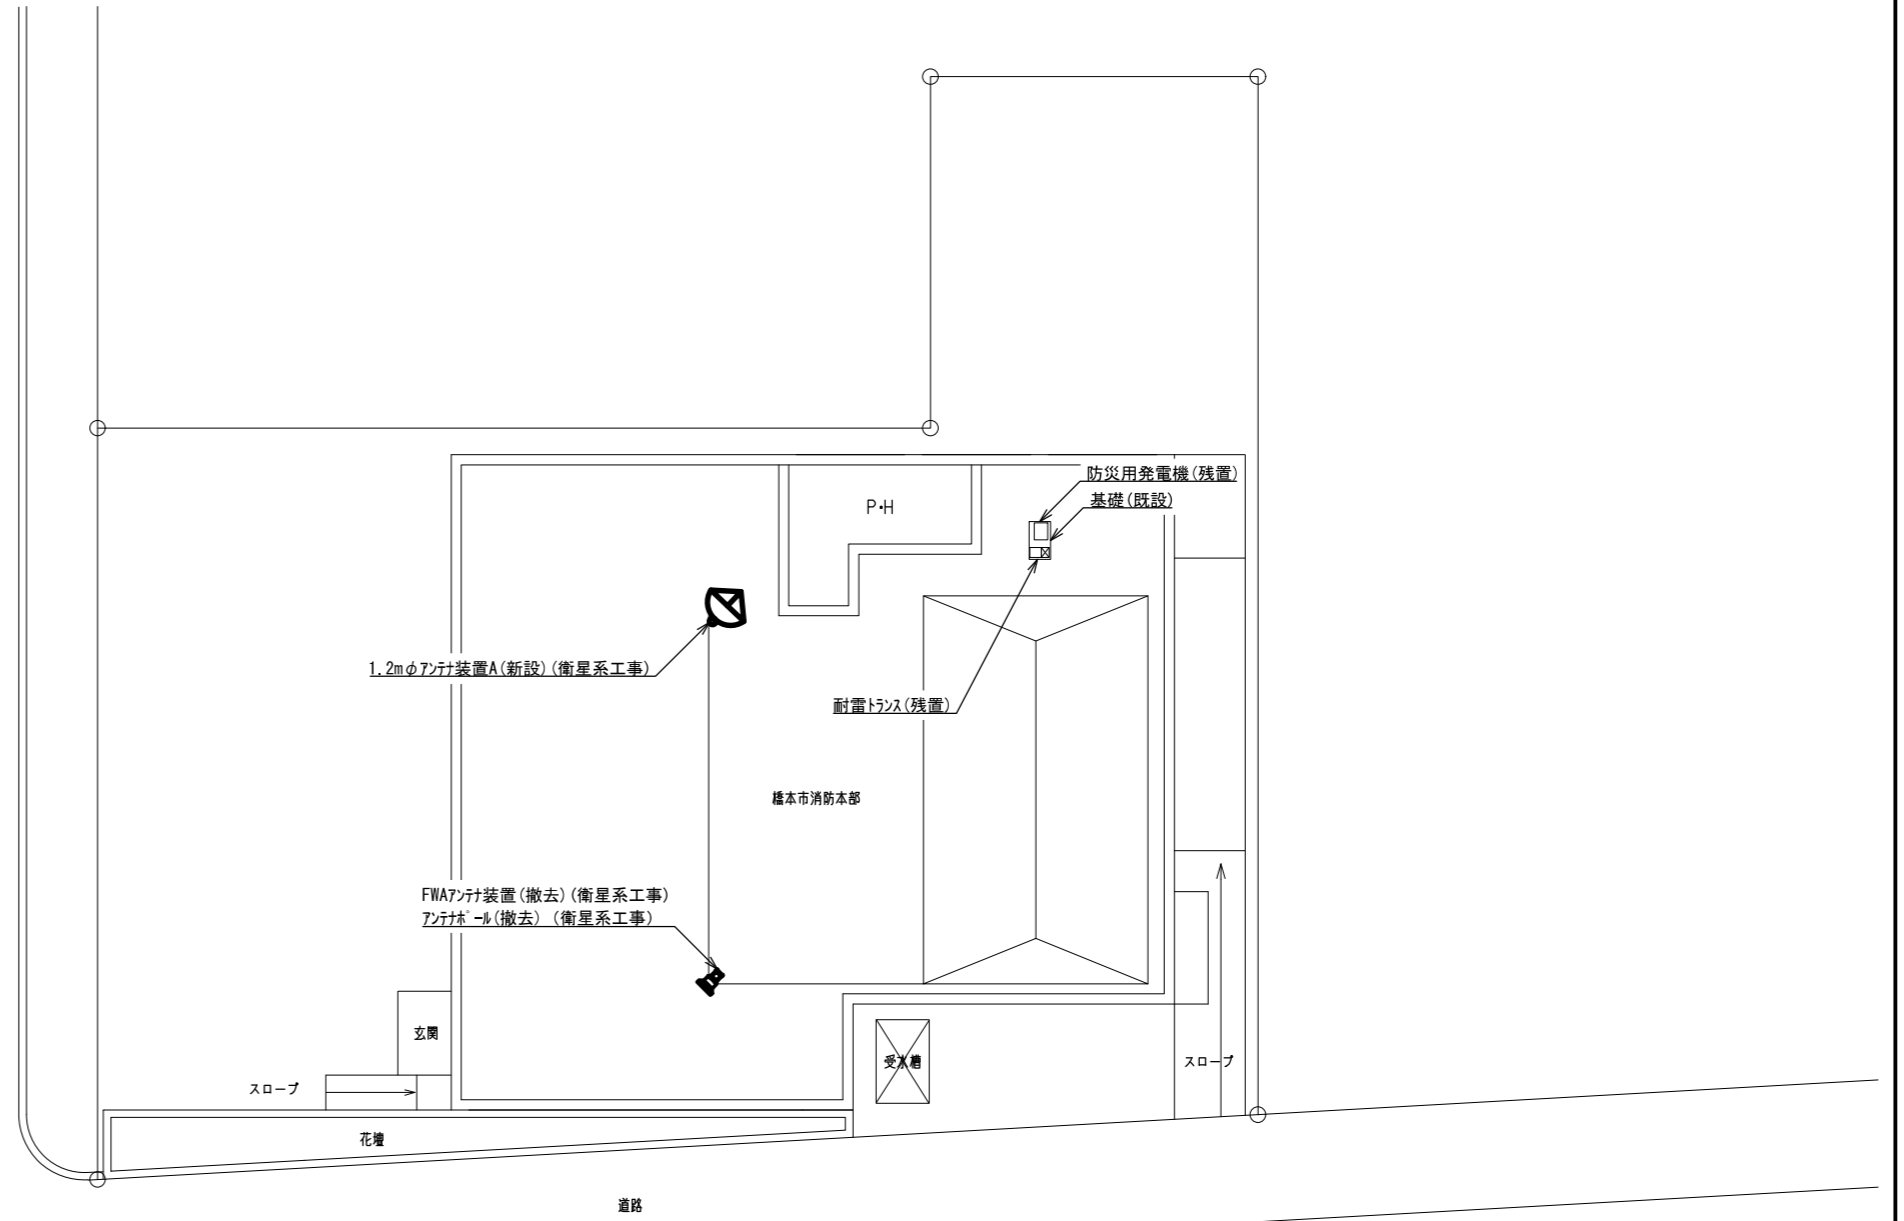 防災用発電機(残置)
P・H
基礎(既設)
1.2mφｱﾝﾃﾅ装置A(新設)(衛星系工事)
耐雷ﾄﾗﾝｽ(残置)
橋本市消防本部
FWAｱﾝﾃﾅ装置(撤去)(衛星系工事)
ｱﾝﾃﾅﾎﾟｰﾙ(撤去) (衛星系工事)
玄関
受水槽
スロープ
スロープ
花壇
道路